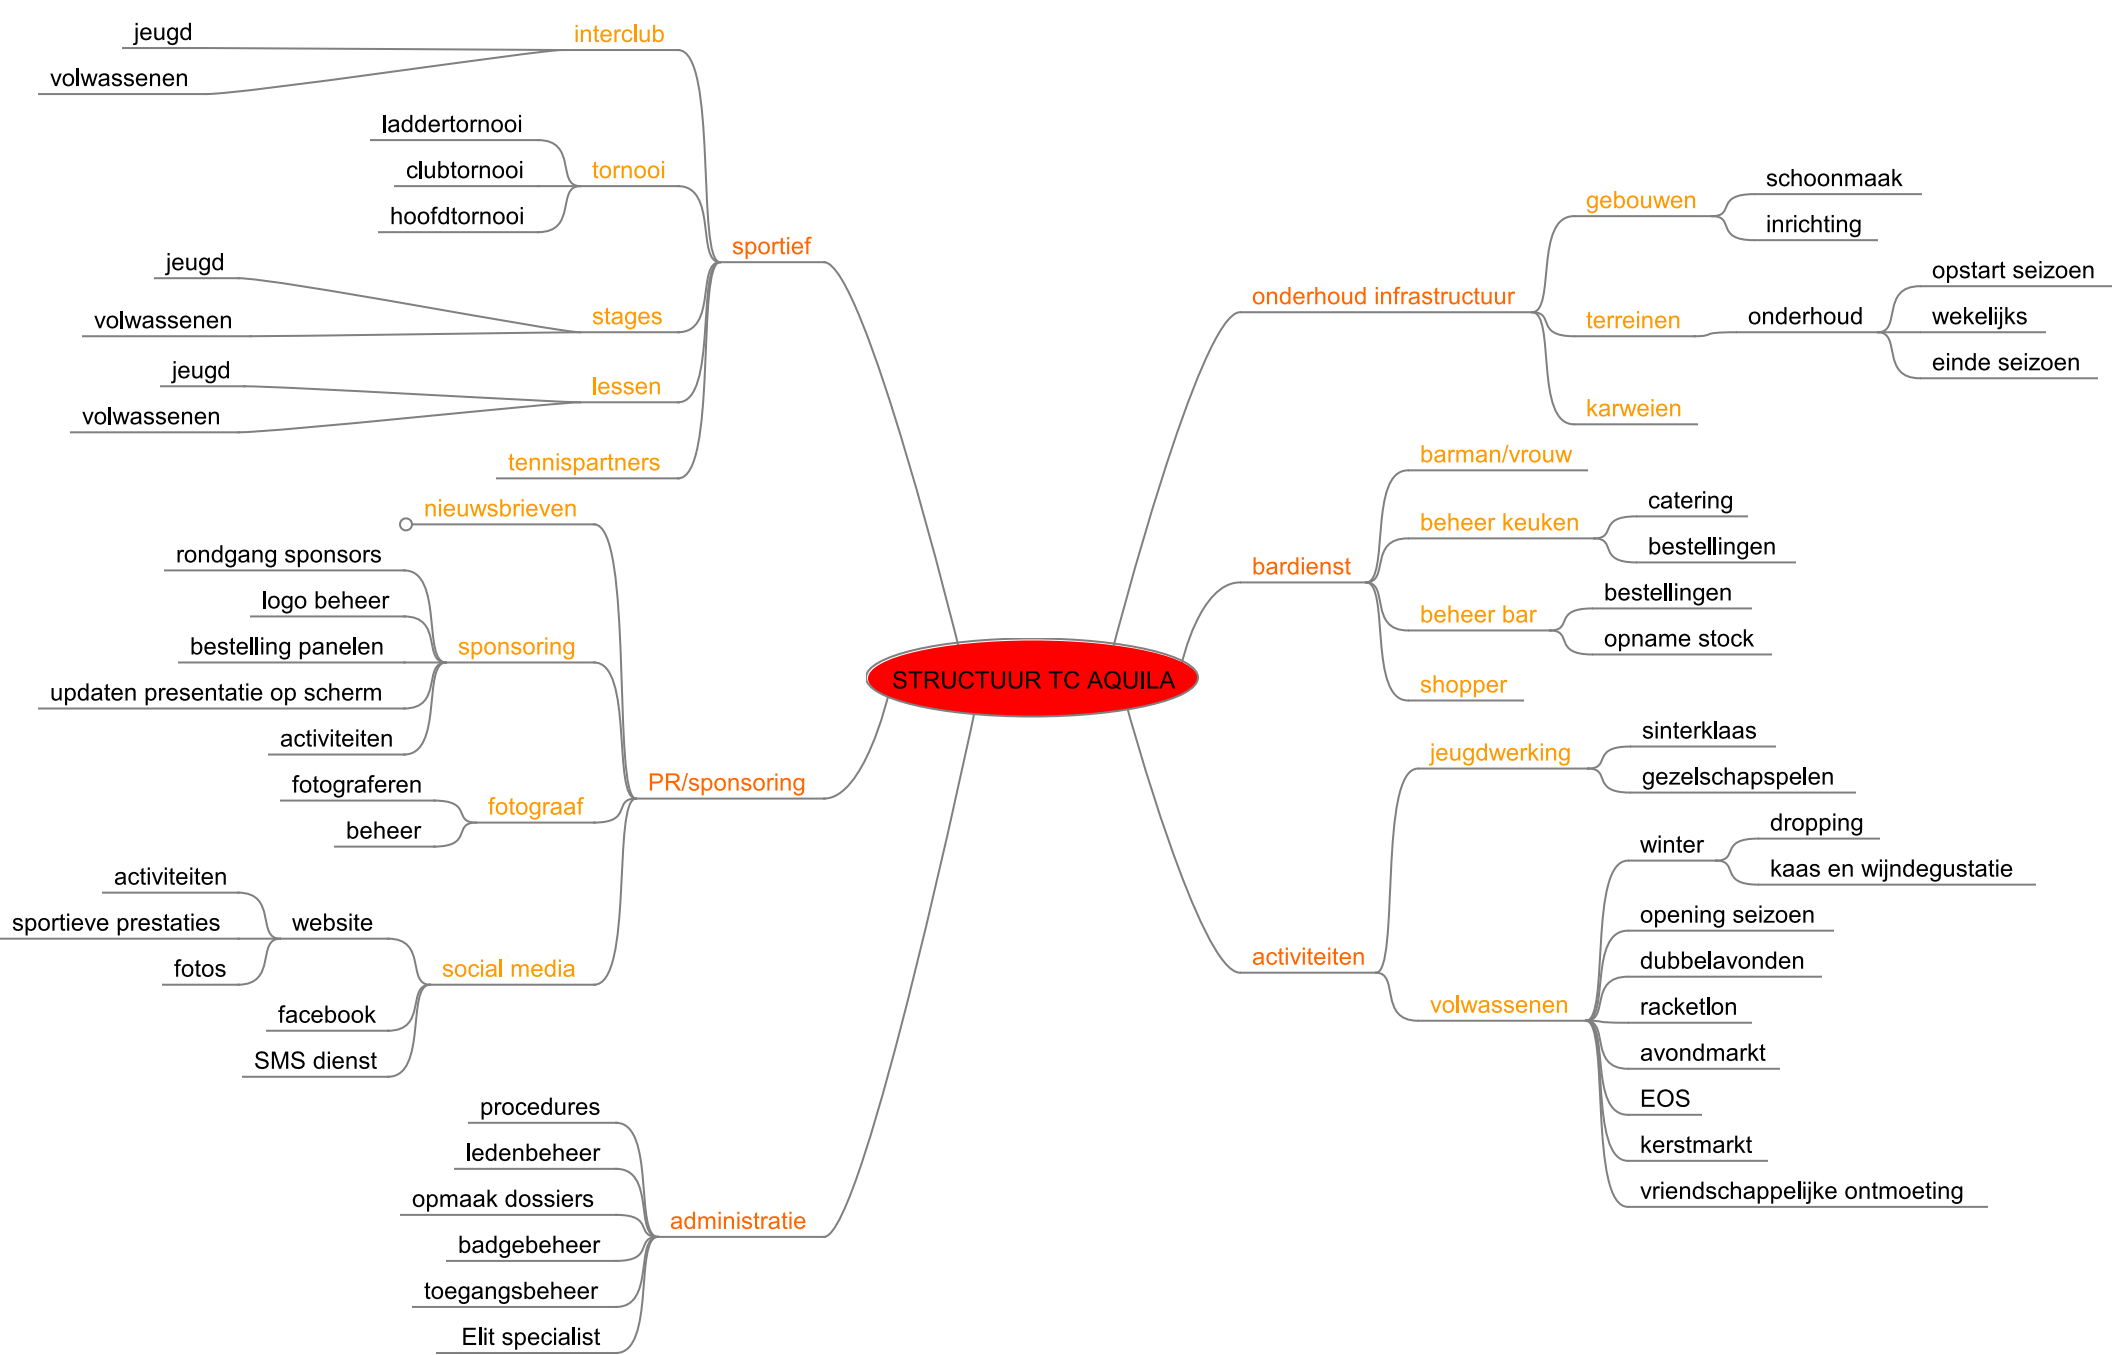 STRUCTUUR TC AQUILA
sportief
interclub
jeugd
volwassenen
tornooi
laddertornooi
clubtornooi
hoofdtornooi
stages
jeugd
volwassenen
lessen
jeugd
volwassenen
tennispartners
PR/sponsoring
nieuwsbrieven
sponsoring
rondgang sponsors
logo beheer
bestelling panelen
updaten presentatie op scherm
activiteiten
fotograaf
fotograferen
beheer
social media
website
activiteiten
sportieve prestaties
fotos
facebook
SMS dienst
administratie
procedures
ledenbeheer
opmaak dossiers
badgebeheer
toegangsbeheer
Elit specialist
onderhoud infrastructuur
gebouwen
schoonmaak
inrichting
terreinen
onderhoud
opstart seizoen
wekelijks
einde seizoen
karweien
bardienst
barman/vrouw
beheer keuken
catering
bestellingen
beheer bar
bestellingen
opname stock
shopper
activiteiten
jeugdwerking
sinterklaas
gezelschapspelen
volwassenen
winter
dropping
kaas en wijndegustatie
opening seizoen
dubbelavonden
racketlon
avondmarkt
EOS
kerstmarkt
vriendschappelijke ontmoeting